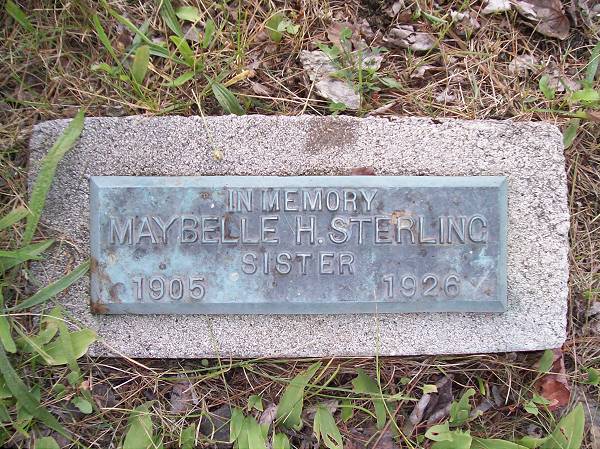 IN MEMORY
MAYBELLE H. STERLING
SISTER
1905 1926